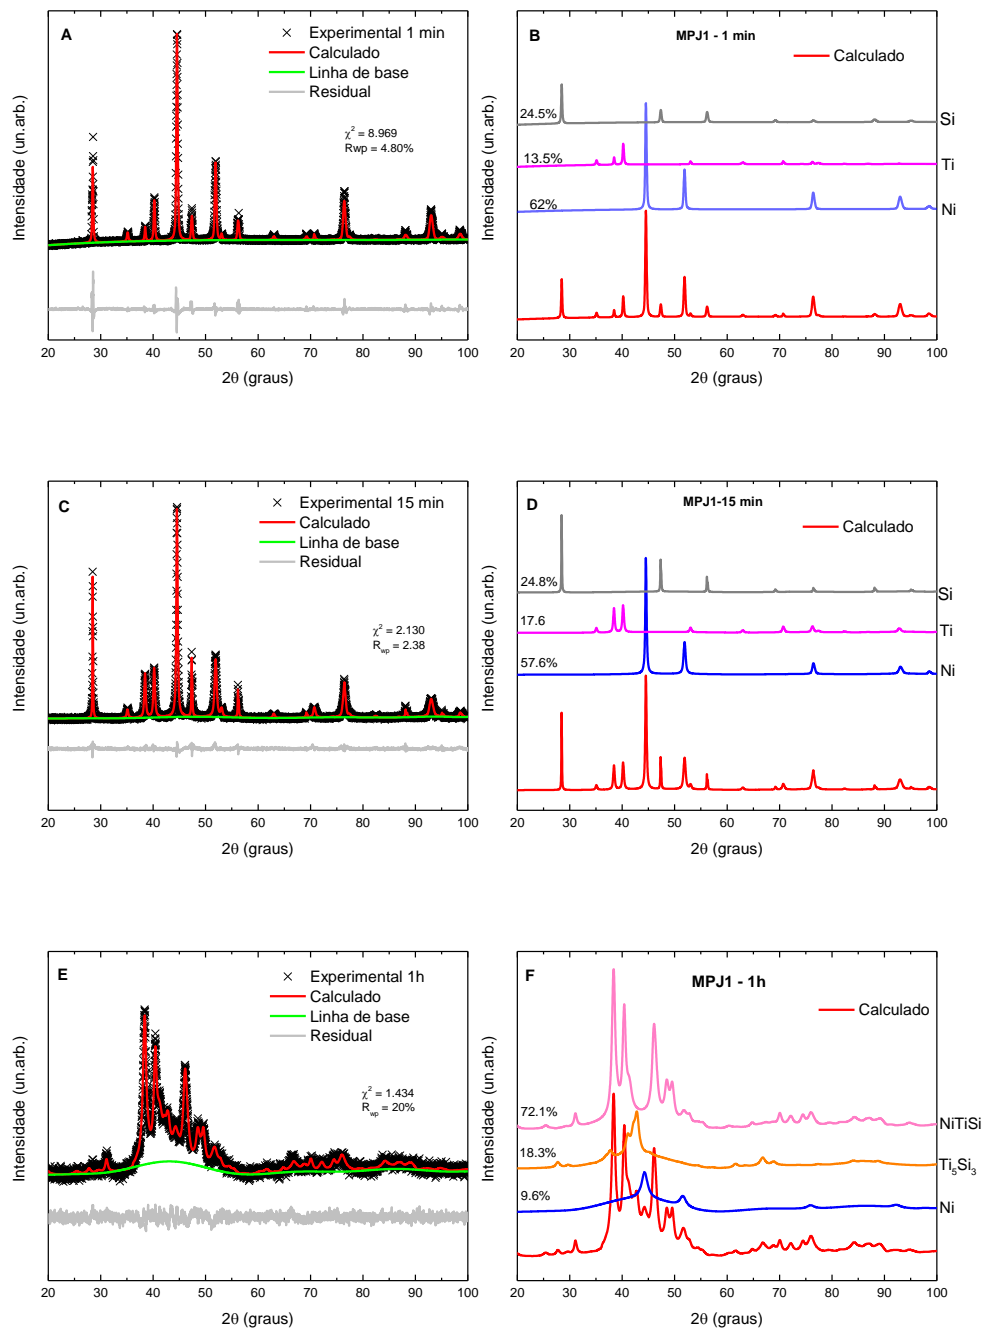 A
× Experimental 1 min
Calculado
Linha de base
Residual
χ² = 8.969
Rwp = 4.80%
Intensidade (un.arb.)
20 30 40 50 60 70 80 90 100
2θ (graus)
B
MPJ1 - 1 min
Calculado
24.5%
Si
13.5%
Ti
62%
Ni
Intensidade (un.arb.)
20 30 40 50 60 70 80 90 100
2θ (graus)
C
× Experimental 15 min
Calculado
Linha de base
Residual
χ² = 2.130
R_wp = 2.38
Intensidade (un.arb.)
20 30 40 50 60 70 80 90 100
2θ (graus)
D
MPJ1-15 min
Calculado
24.8%
Si
17.6
Ti
57.6%
Ni
Intensidade (un.arb.)
20 30 40 50 60 70 80 90 100
2θ (graus)
E
× Experimental 1h
Calculado
Linha de base
Residual
χ² = 1.434
R_wp = 20%
Intensidade (un.arb.)
20 30 40 50 60 70 80 90 100
2θ (graus)
F
MPJ1 - 1h
Calculado
72.1%
NiTiSi
18.3%
Ti₅Si₃
9.6%
Ni
Intensidade (un.arb.)
20 30 40 50 60 70 80 90 100
2θ (graus)